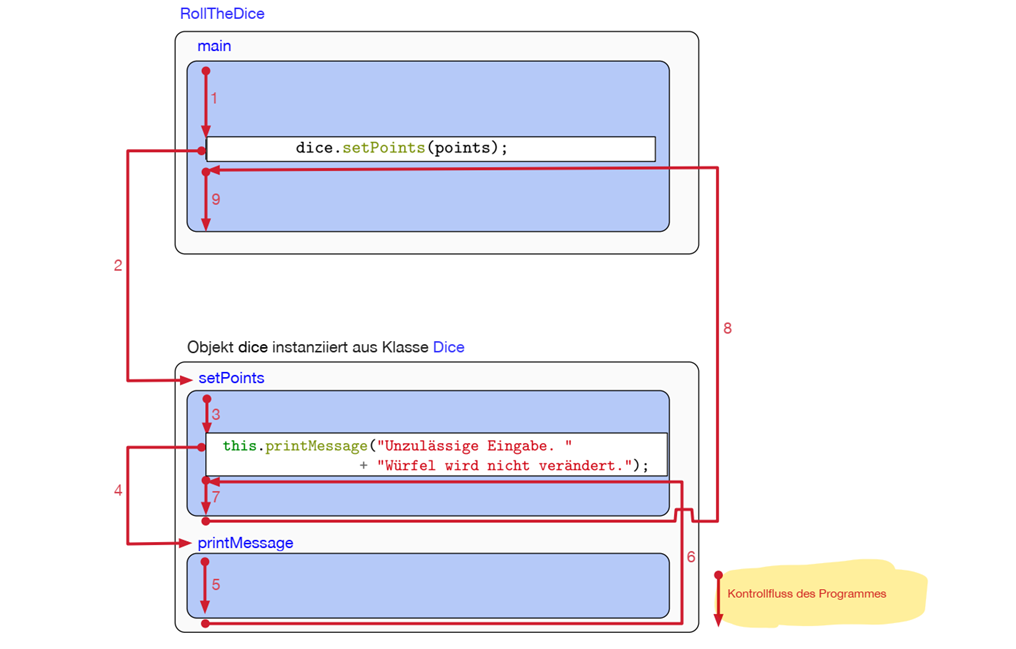 RollTheDice
main
1
dice.setPoints(points);
9
2
8
Objekt dice instanziiert aus Klasse Dice
setPoints
3
this.printMessage("Unzulässige Eingabe. "
+ "Würfel wird nicht verändert.");
4
7
printMessage
6
5
Kontrollfluss des Programmes